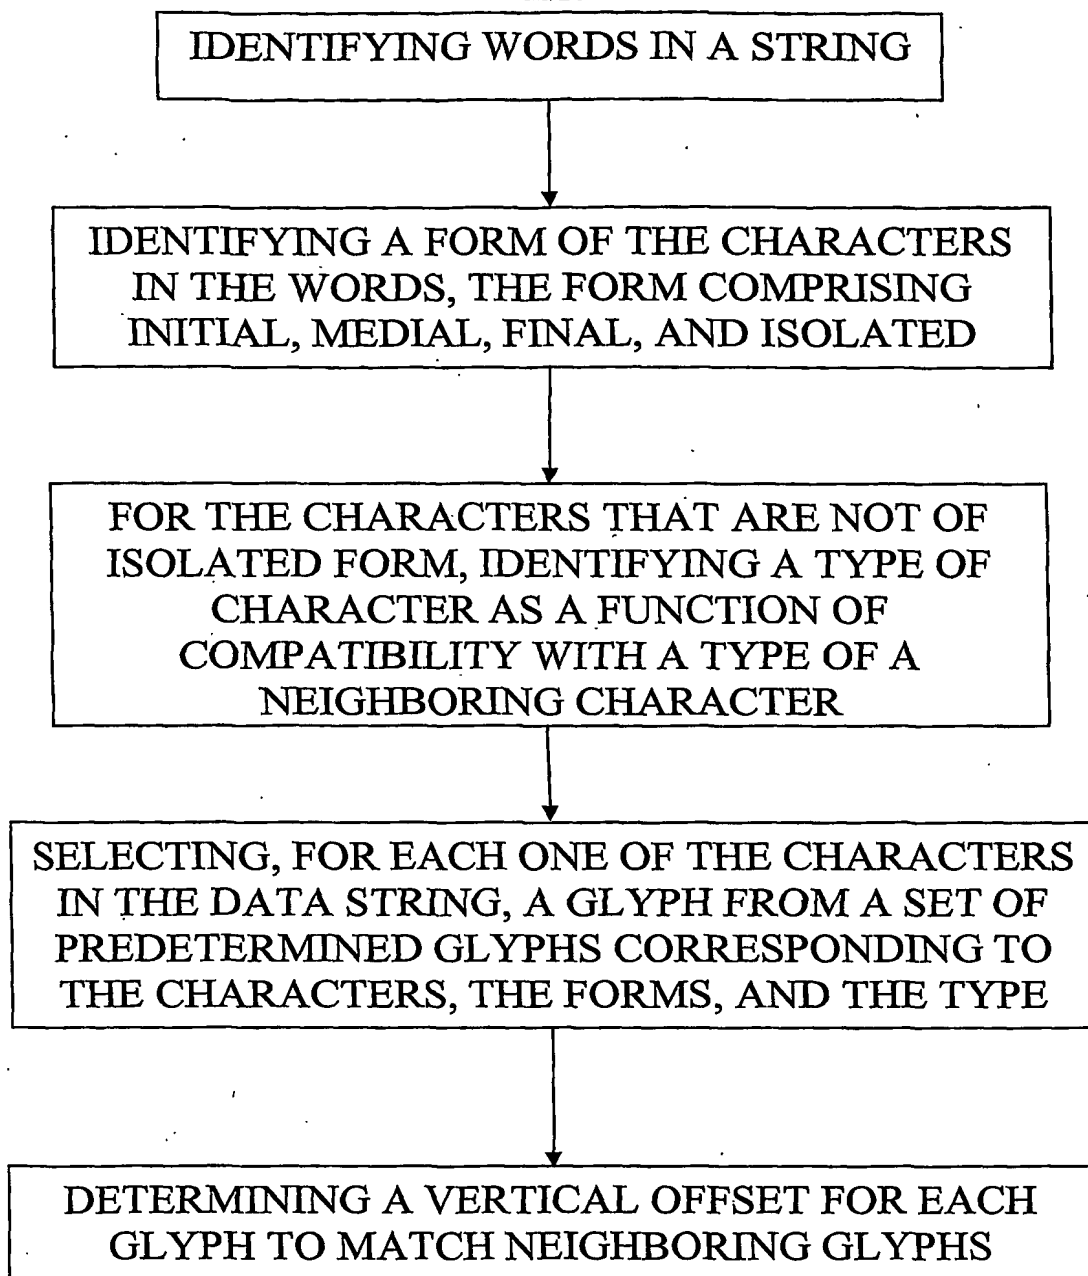 IDENTIFYING WORDS IN A STRING
IDENTIFYING A FORM OF THE CHARACTERS
IN THE WORDS, THE FORM COMPRISING
INITIAL, MEDIAL, FINAL, AND ISOLATED
FOR THE CHARACTERS THAT ARE NOT OF
ISOLATED FORM, IDENTIFYING A TYPE OF
CHARACTER AS A FUNCTION OF
COMPATIBILITY WITH A TYPE OF A
NEIGHBORING CHARACTER
SELECTING, FOR EACH ONE OF THE CHARACTERS
IN THE DATA STRING, A GLYPH FROM A SET OF
PREDETERMINED GLYPHS CORRESPONDING TO
THE CHARACTERS, THE FORMS, AND THE TYPE
DETERMINING A VERTICAL OFFSET FOR EACH
GLYPH TO MATCH NEIGHBORING GLYPHS